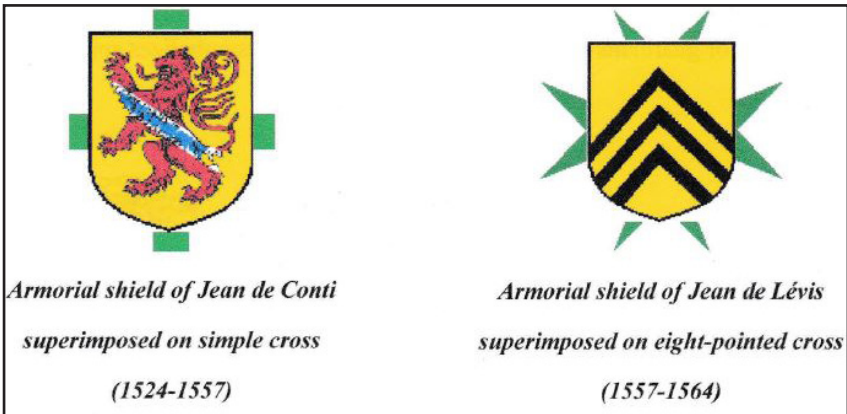 Armorial shield of Jean de Conti
superimposed on simple cross
(1524-1557)
Armorial shield of Jean de Lévis
superimposed on eight-pointed cross
(1557-1564)